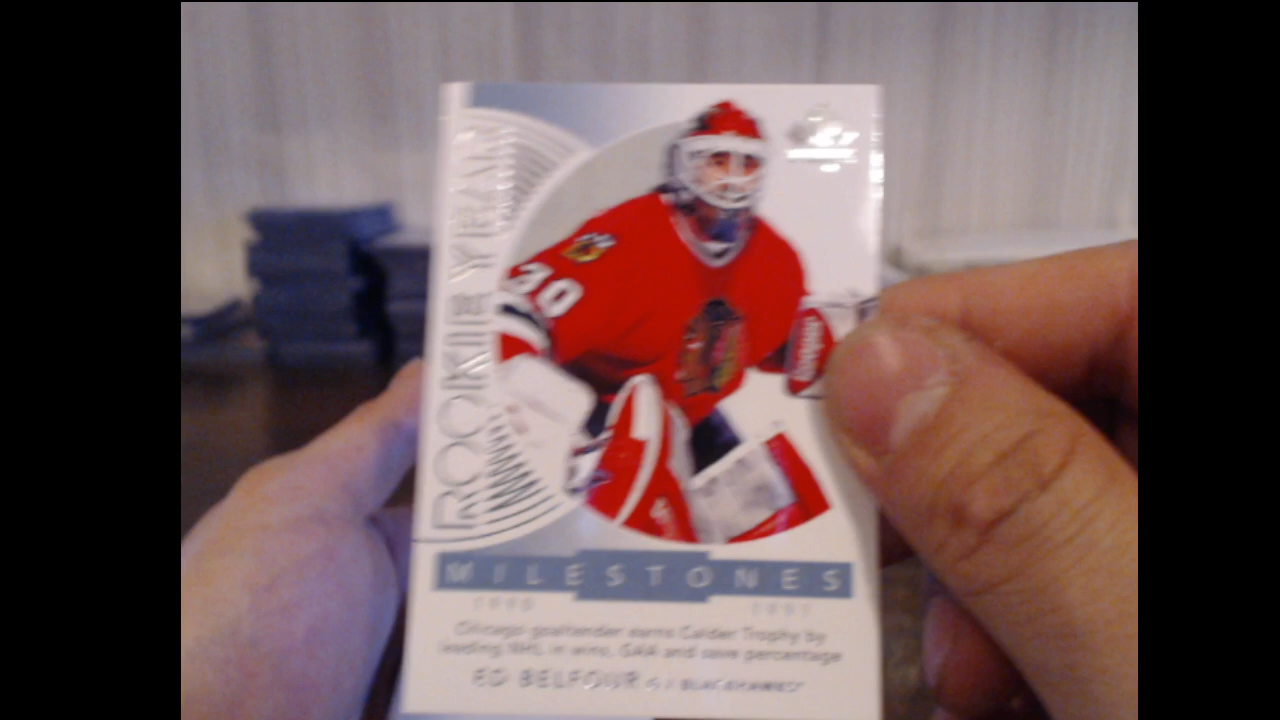 ROOKIE YEAR
30
MILESTONES
1990 1991
Chicago goaltender earns Calder Trophy by
leading NHL in wins, GAA and save percentage
ED BELFOUR G / BLACKHAWKS